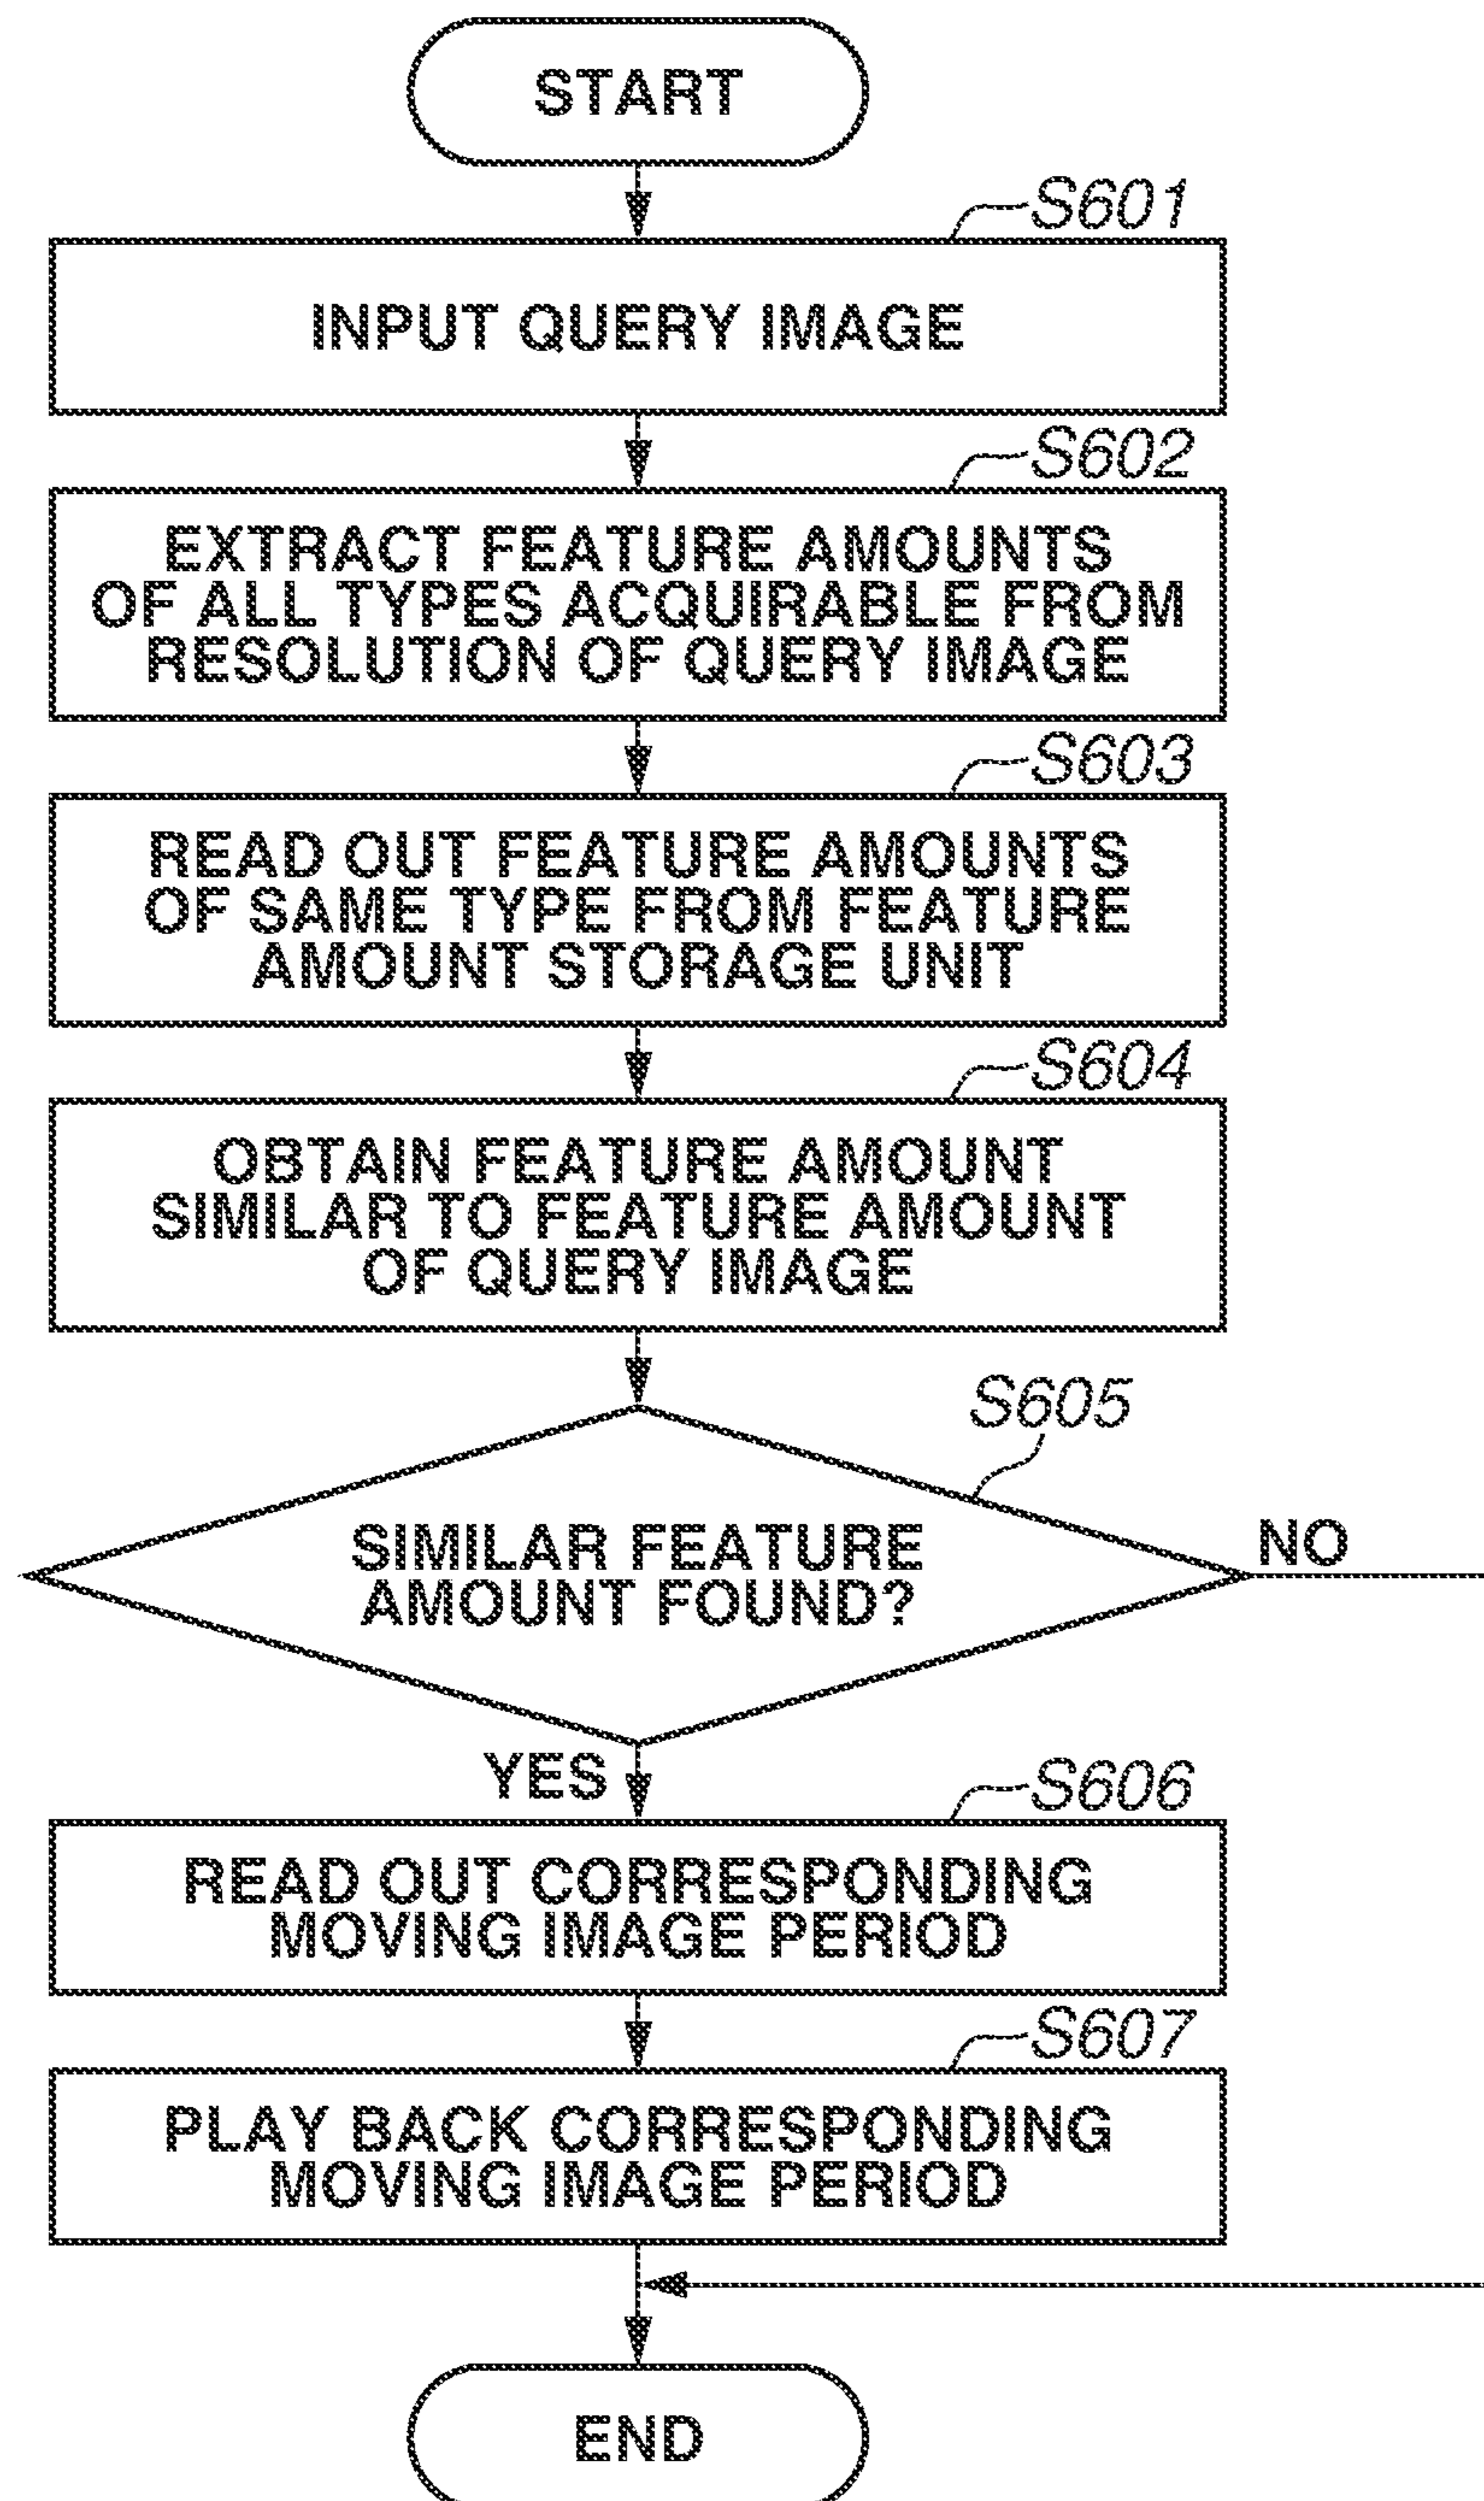 START
S601
INPUT QUERY IMAGE
S602
EXTRACT FEATURE AMOUNTS
OF ALL TYPES ACQUIRABLE FROM
RESOLUTION OF QUERY IMAGE
S603
READ OUT FEATURE AMOUNTS
OF SAME TYPE FROM FEATURE
AMOUNT STORAGE UNIT
S604
OBTAIN FEATURE AMOUNT
SIMILAR TO FEATURE AMOUNT
OF QUERY IMAGE
S605
SIMILAR FEATURE
AMOUNT FOUND?
NO
YES
S606
READ OUT CORRESPONDING
MOVING IMAGE PERIOD
S607
PLAY BACK CORRESPONDING
MOVING IMAGE PERIOD
END